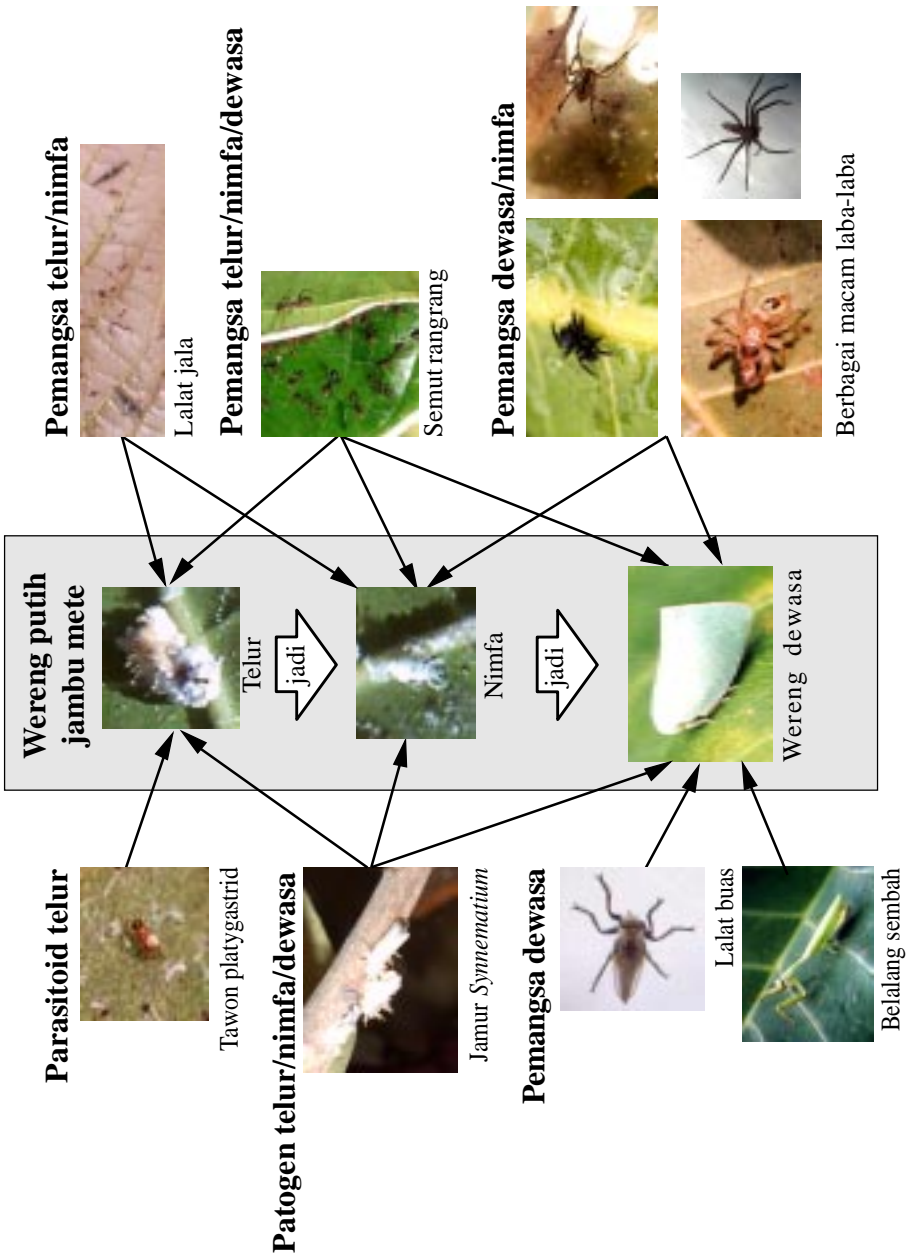 Wereng putih
jambu mete
Telur
jadi
Nimfa
jadi
Wereng dewasa
Parasitoid telur
Tawon platygastrid
Patogen telur/nimfa/dewasa
Jamur Synnematium
Pemangsa dewasa
Lalat buas
Belalang sembah
Pemangsa telur/nimfa
Lalat jala
Pemangsa telur/nimfa/dewasa
Semut rangrang
Pemangsa dewasa/nimfa
Berbagai macam laba-laba